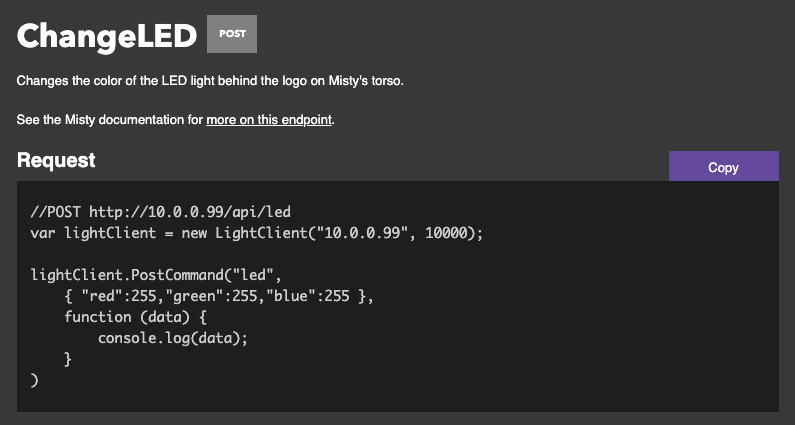 ChangeLED POST
Changes the color of the LED light behind the logo on Misty's torso.
See the Misty documentation for more on this endpoint.
Request
Copy
//POST http://10.0.0.99/api/led
var lightClient = new LightClient("10.0.0.99", 10000);
lightClient.PostCommand("led",
    { "red":255,"green":255,"blue":255 },
    function (data) {
        console.log(data);
    }
)